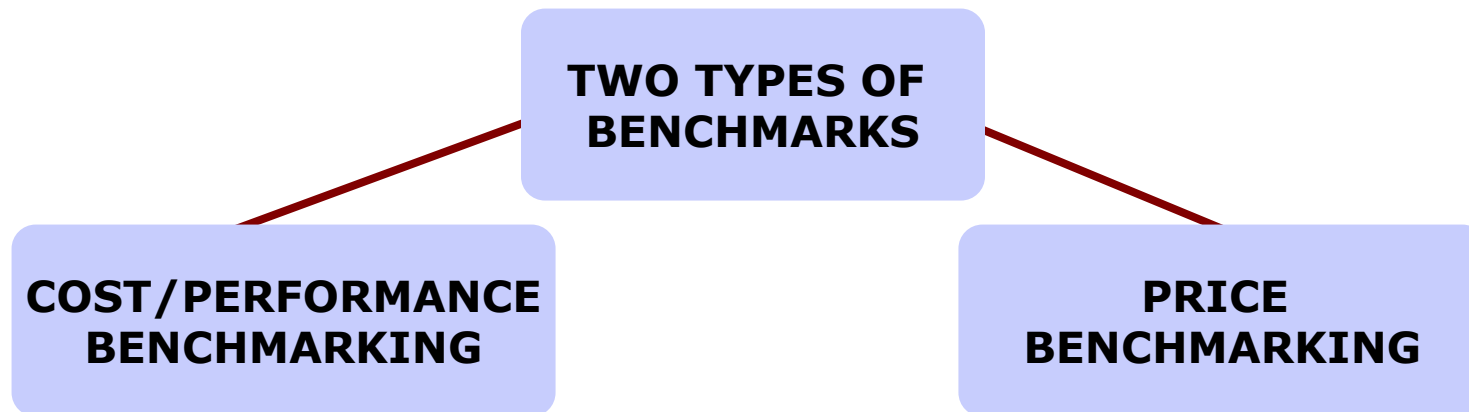 TWO TYPES OF
BENCHMARKS
COST/PERFORMANCE
BENCHMARKING
PRICE
BENCHMARKING